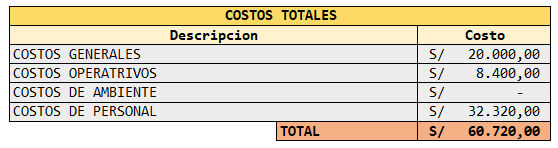 COSTOS TOTALES
Descripcion Costo
COSTOS GENERALES S/ 20.000,00
COSTOS OPERATRIVOS S/ 8.400,00
COSTOS DE AMBIENTE S/ -
COSTOS DE PERSONAL S/ 32.320,00
TOTAL S/ 60.720,00